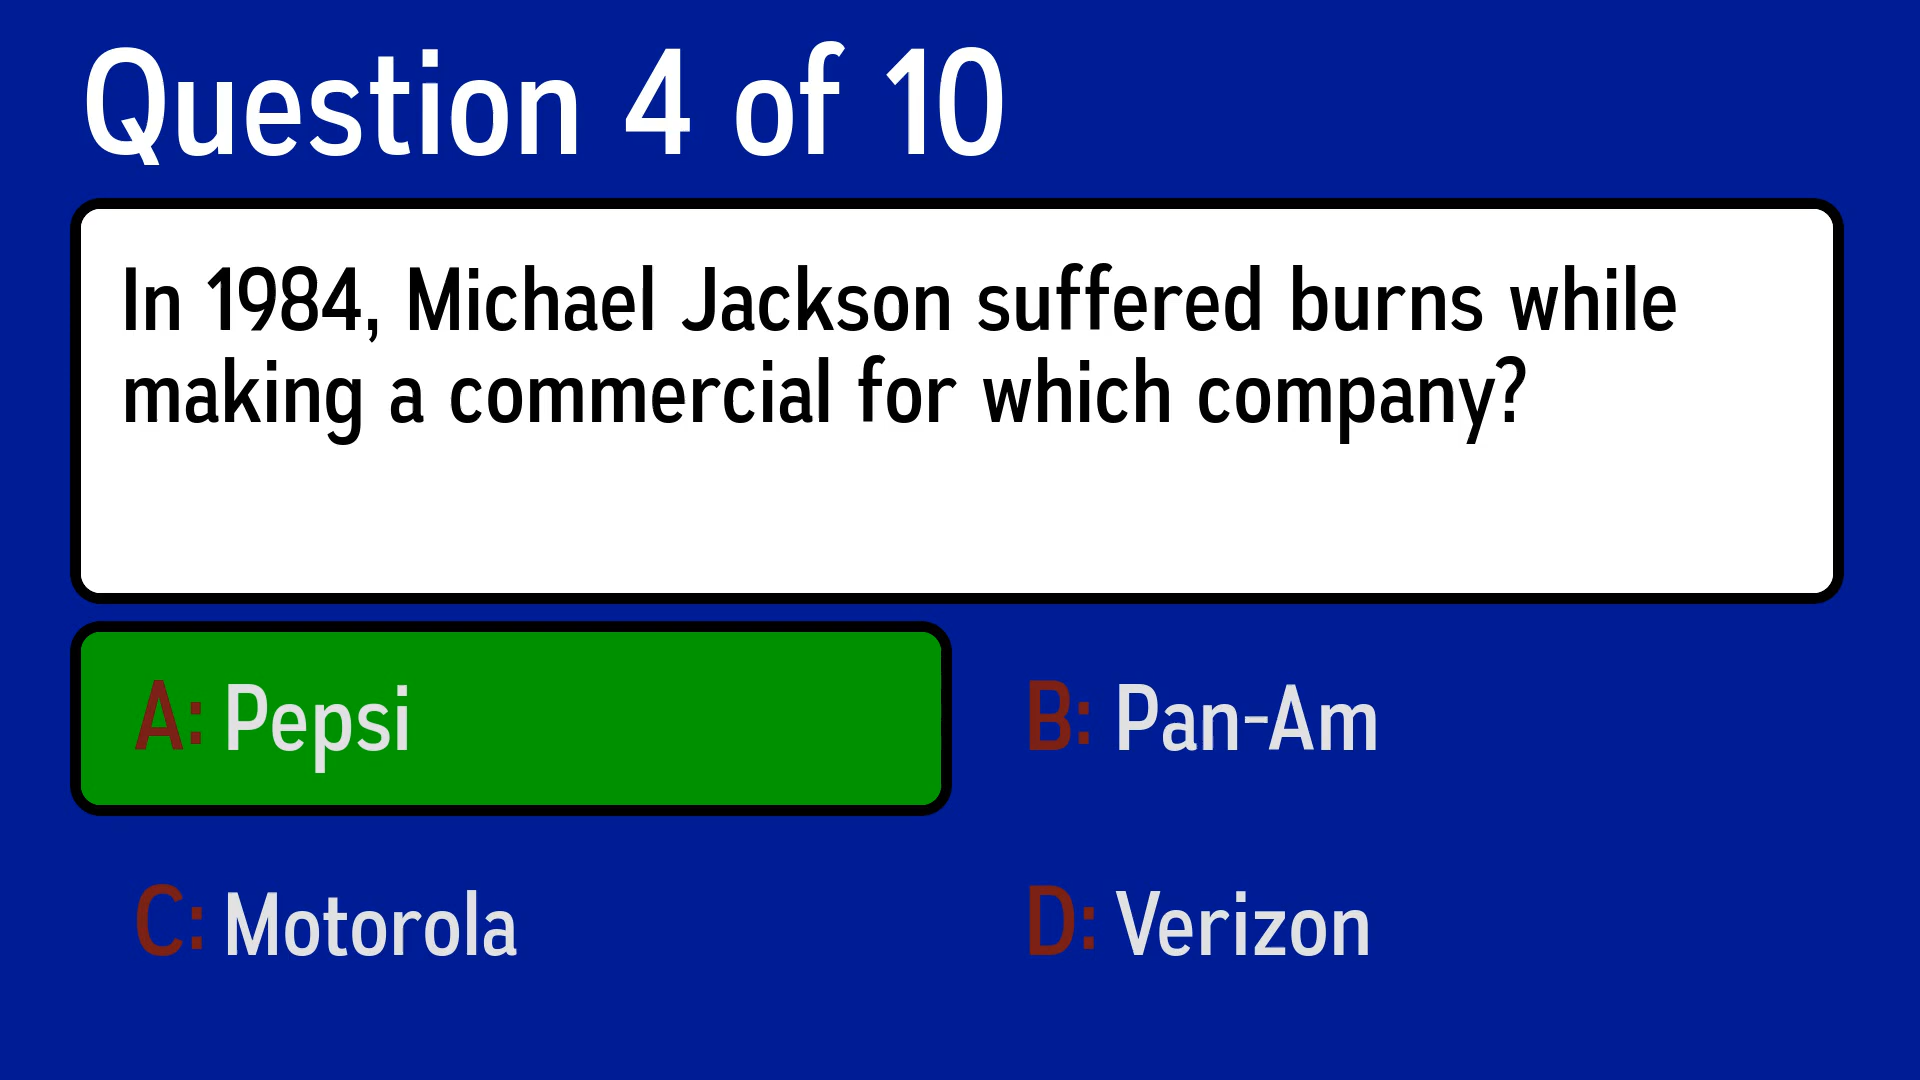 Question 4 of 10
In 1984, Michael Jackson suffered burns while
making a commercial for which company?
A: Pepsi
B: Pan-Am
C: Motorola
D: Verizon